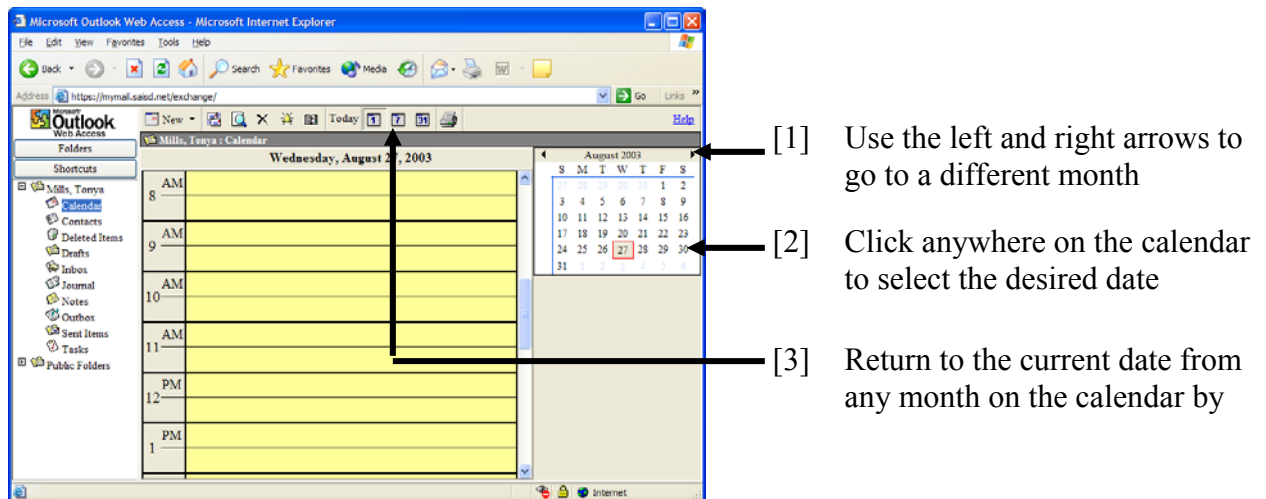 Microsoft Outlook Web Access - Microsoft Internet Explorer
File Edit View Favorites Tools Help
Back Search Favorites Media
Address https://mymail.saisd.net/exchange/ Go Links »
Microsoft
Outlook
Web Access
New Today 1 7 31 Help
Folders
Shortcuts
Mills, Tonya
Calendar
Contacts
Deleted Items
Drafts
Inbox
Journal
Notes
Outbox
Sent Items
Tasks
Public Folders
Mills, Tonya : Calendar
Wednesday, August 27, 2003
8 AM
9 AM
10 AM
11 AM
12 PM
1 PM
August 2003
S M T W T F S
27 28 29 30 31 1 2
3 4 5 6 7 8 9
10 11 12 13 14 15 16
17 18 19 20 21 22 23
24 25 26 27 28 29 30
31 1 2 3 4 5 6
Internet
[1] Use the left and right arrows to
go to a different month
[2] Click anywhere on the calendar
to select the desired date
[3] Return to the current date from
any month on the calendar by